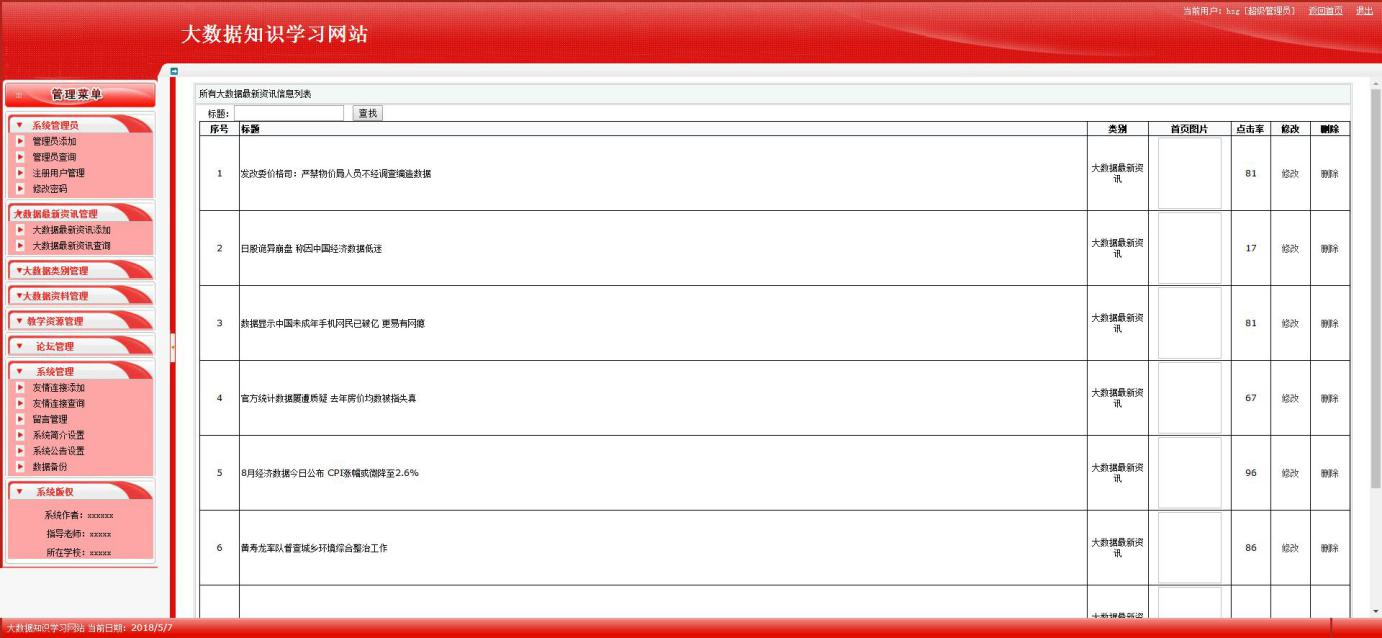 当前用户：hsg [超级管理员] 返回首页 退出
大数据知识学习网站
管理菜单
系统管理员
管理员添加
管理员查询
注册用户管理
修改密码
大数据最新资讯管理
大数据最新资讯添加
大数据最新资讯查询
大数据类别管理
大数据资料管理
教学资源管理
论坛管理
系统管理
友情连接添加
友情连接查询
留言管理
系统简介设置
系统公告设置
数据备份
系统版权
系统作者：xxxxxx
指导老师：xxxxx
所在学校：xxxxx
所有大数据最新资讯信息列表
标题： 查找
序号 标题 类别 首页图片 点击率 修改 删除
1 发改委价格司：严禁物价局人员不经调查编造数据 大数据最新资讯 81 修改 删除
2 日股诡异崩盘 称因中国经济数据低迷 大数据最新资讯 17 修改 删除
3 数据显示中国未成年手机网民已破亿 更易有网瘾 大数据最新资讯 81 修改 删除
4 官方统计数据屡遭质疑 去年房价均数被指失真 大数据最新资讯 67 修改 删除
5 8月经济数据今日公布 CPI涨幅或微降至2.6% 大数据最新资讯 96 修改 删除
6 黄寿龙率队督查城乡环境综合整治工作 大数据最新资讯 86 修改 删除
大数据最新资
大数据知识学习网站 当前日期：2018/5/7